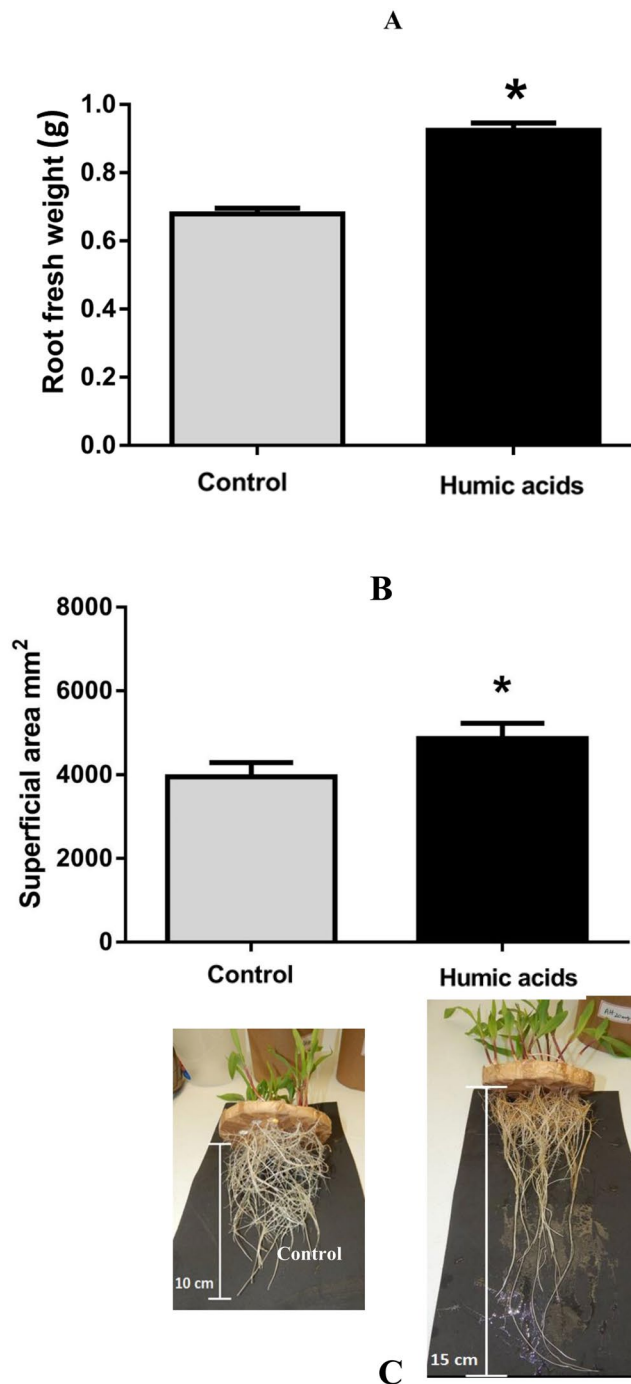 A
Root fresh weight (g)
1.0
0.8
0.6
0.4
0.2
0.0
*
Control
Humic acids
B
Superficial area mm²
8000
6000
4000
2000
0
*
Control
Humic acids
10 cm
Control
15 cm
C